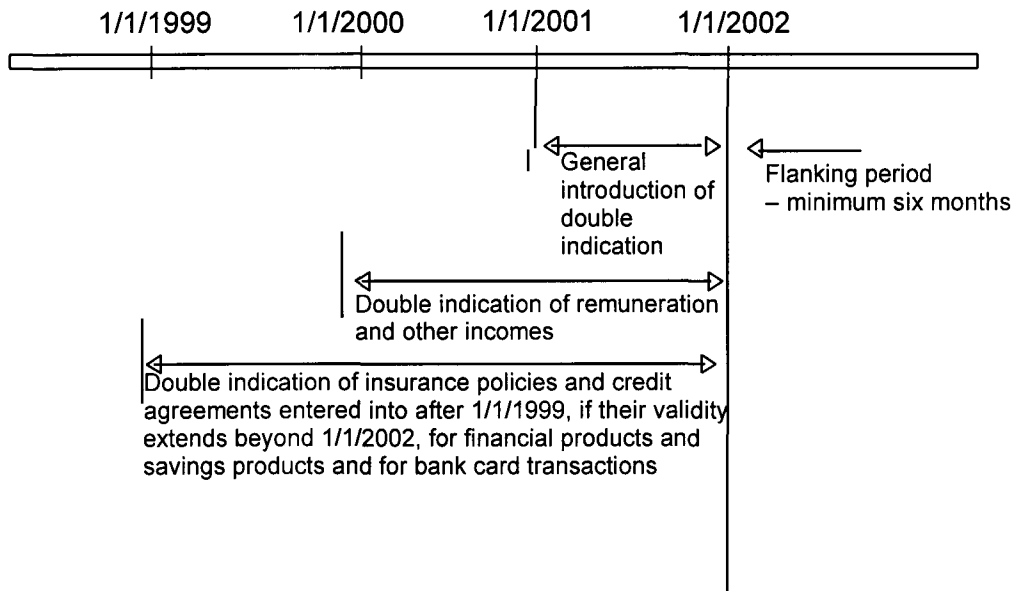 1/1/1999 1/1/2000 1/1/2001 1/1/2002
General
introduction of
double
indication
Flanking period
– minimum six months
Double indication of remuneration
and other incomes
Double indication of insurance policies and credit
agreements entered into after 1/1/1999, if their validity
extends beyond 1/1/2002, for financial products and
savings products and for bank card transactions